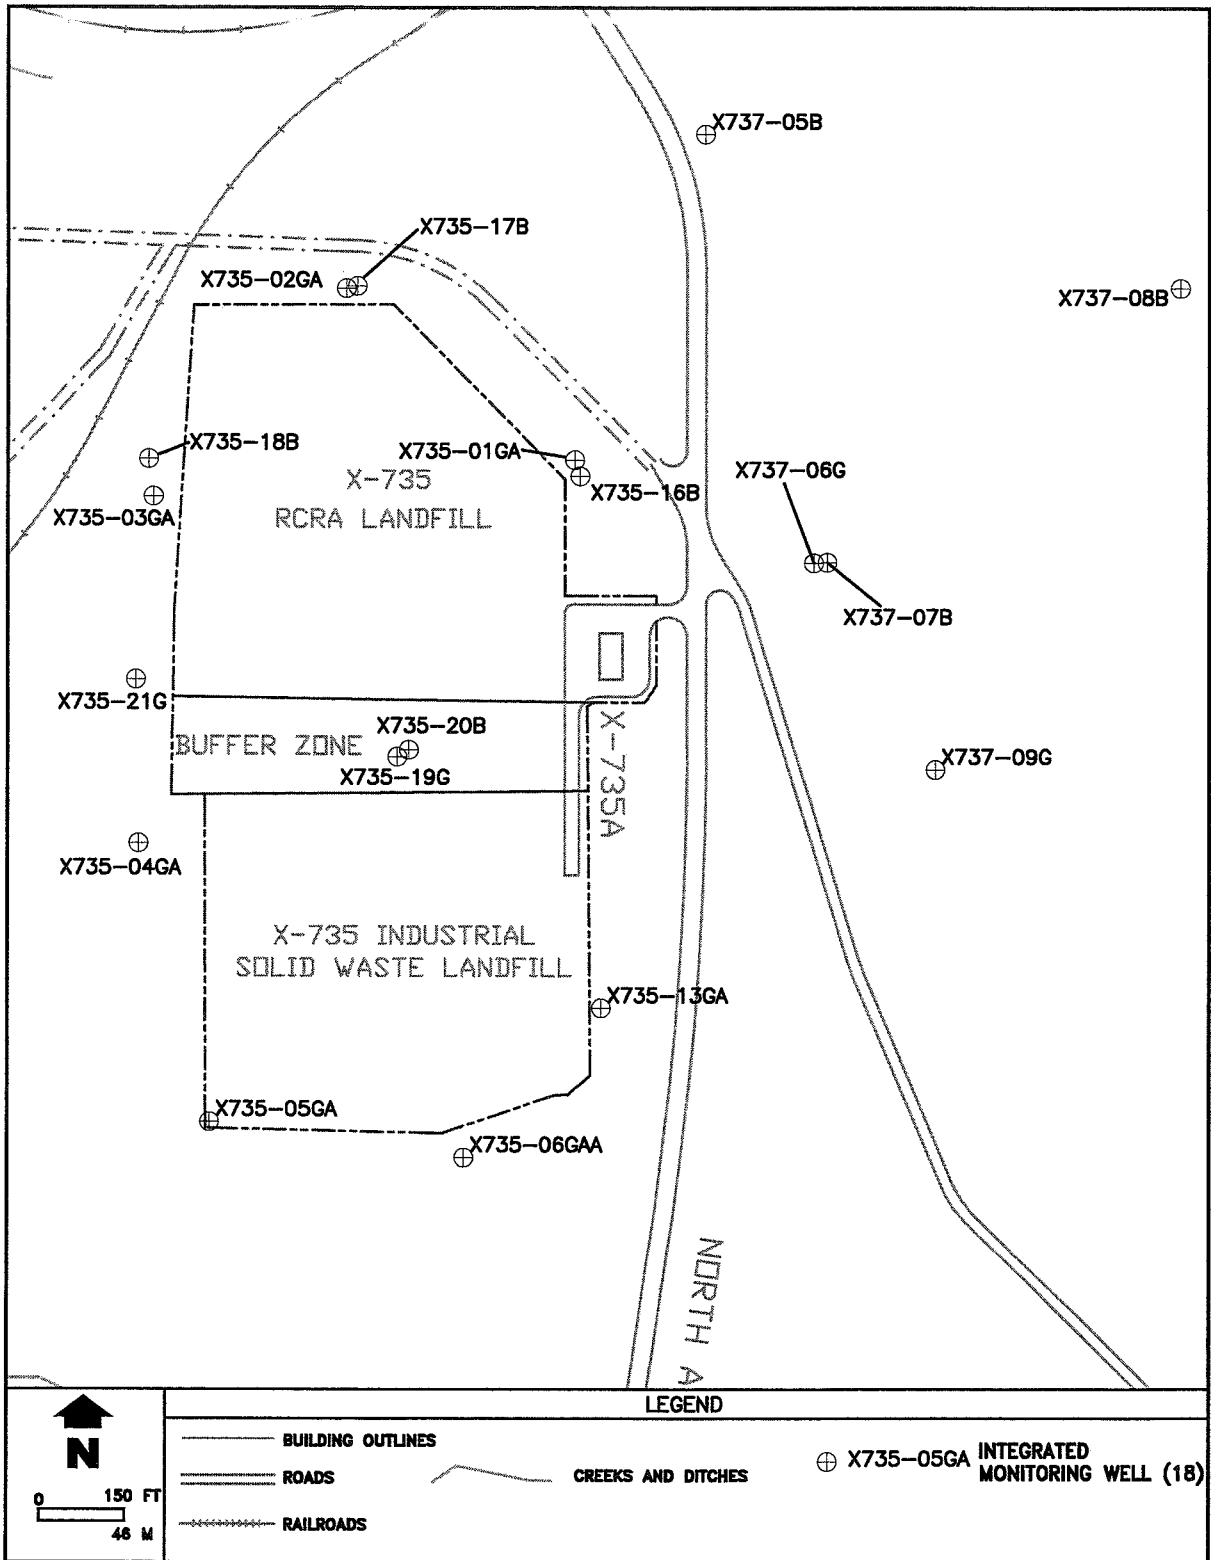 X737-05B
X735-17B
X735-02GA
X737-08B
X735-18B
X735-01GA
X-735
RCRA LANDFILL
X735-16B
X737-06G
X735-03GA
X737-07B
X735-21G
X735-20B
BUFFER ZONE
X735-19G
X-735A
X737-09G
X735-04GA
X-735 INDUSTRIAL
SOLID WASTE LANDFILL
X735-13GA
X735-05GA
X735-06GAA
NORTH A
LEGEND
N
0 150 FT
46 M
BUILDING OUTLINES
ROADS
RAILROADS
CREEKS AND DITCHES
X735-05GA INTEGRATED
MONITORING WELL (18)